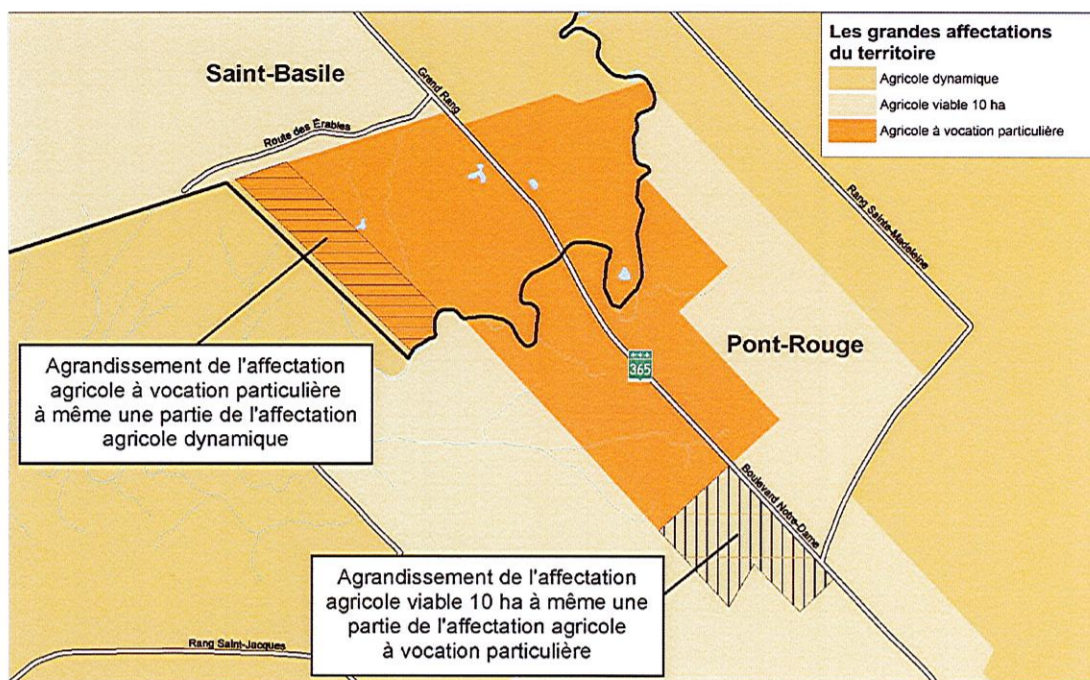 Les grandes affectations
du territoire
Agricole dynamique
Agricole viable 10 ha
Agricole à vocation particulière
Saint-Basile
Grand Rang
Route des Érables
Rang Sainte-Madeleine
Pont-Rouge
365
Agrandissement de l'affectation
agricole à vocation particulière
à même une partie de l'affectation
agricole dynamique
Boulevard Notre-Dame
Agrandissement de l'affectation
agricole viable 10 ha à même une
partie de l'affectation agricole
à vocation particulière
Rang Saint-Jacques